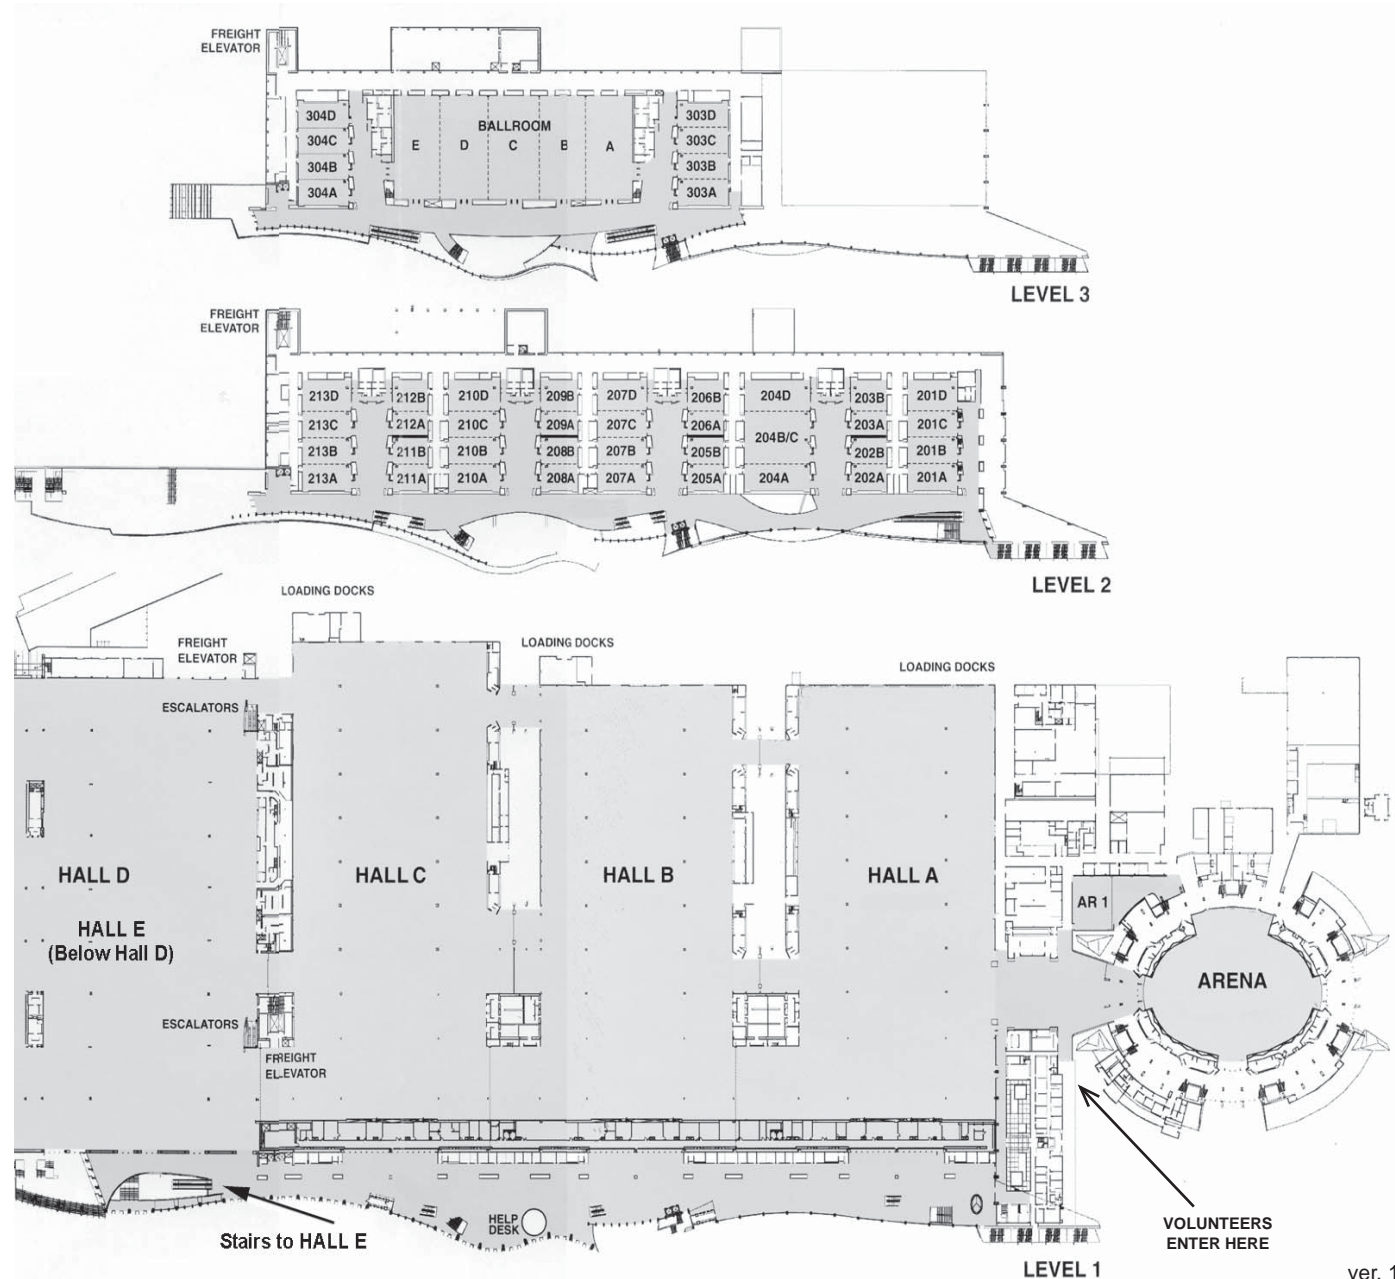 FREIGHT
ELEVATOR
304D
304C
304B
304A
BALLROOM
E D C B A
303D
303C
303B
303A
LEVEL 3
FREIGHT
ELEVATOR
213D 212B 210D 209B 207D 206B 204D 203B 201D
213C 212A 210C 209A 207C 206A 204B/C 203A 201C
213B 211B 210B 208B 207B 205B 202B 201B
213A 211A 210A 208A 207A 205A 204A 202A 201A
LEVEL 2
LOADING DOCKS
FREIGHT
ELEVATOR
LOADING DOCKS
LOADING DOCKS
ESCALATORS
HALL D
HALL C
HALL B
HALL A
AR 1
HALL E
(Below Hall D)
ARENA
ESCALATORS
FREIGHT
ELEVATOR
HELP
DESK
Stairs to HALL E
VOLUNTEERS
ENTER HERE
LEVEL 1
ver. 1